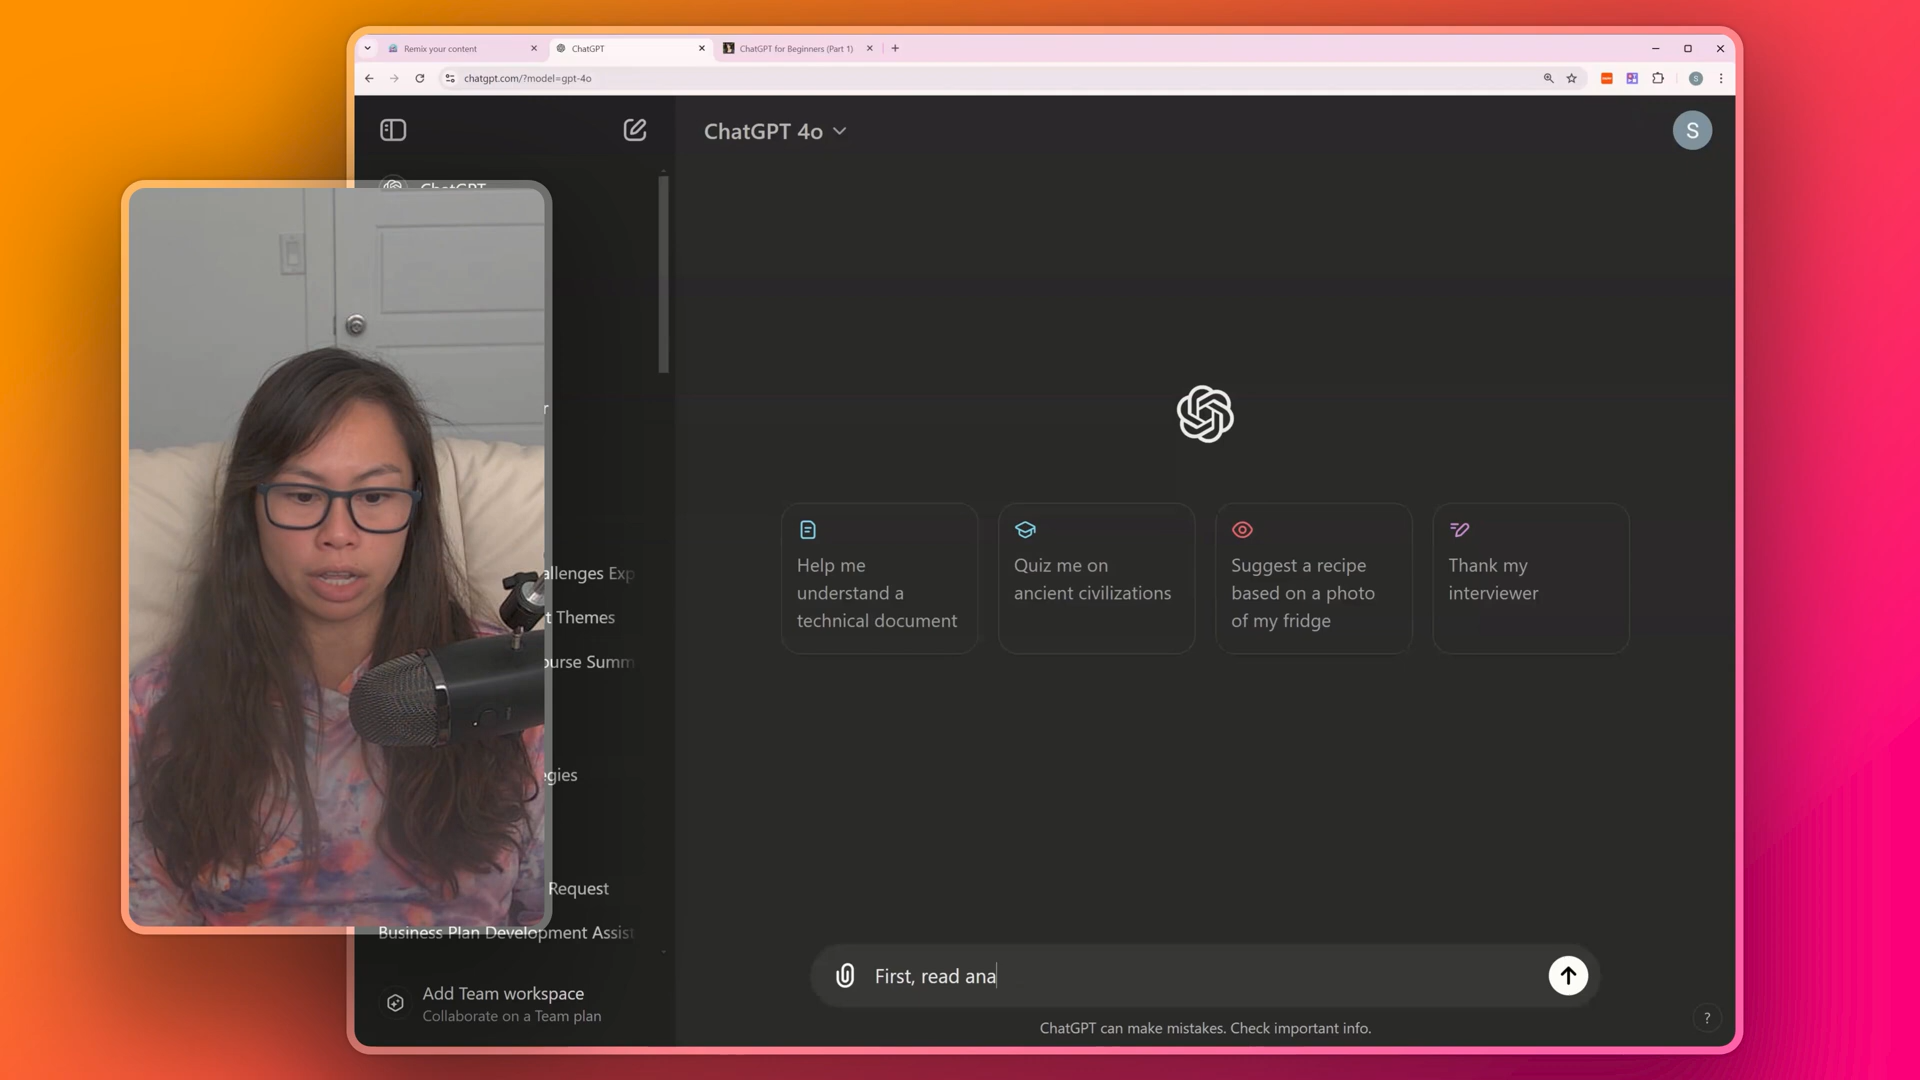 Remix your content
ChatGPT
ChatGPT for Beginners (Part 1)
chatgpt.com/?model=gpt-4o
S
ChatGPT 4o
S
ChatGPT
r
allenges Exp
t Themes
ourse Summ
egies
Request
Business Plan Development Assist
Add Team workspace
Collaborate on a Team plan
Help me
understand a
technical document
Quiz me on
ancient civilizations
Suggest a recipe
based on a photo
of my fridge
Thank my
interviewer
First, read ana
ChatGPT can make mistakes. Check important info.
?